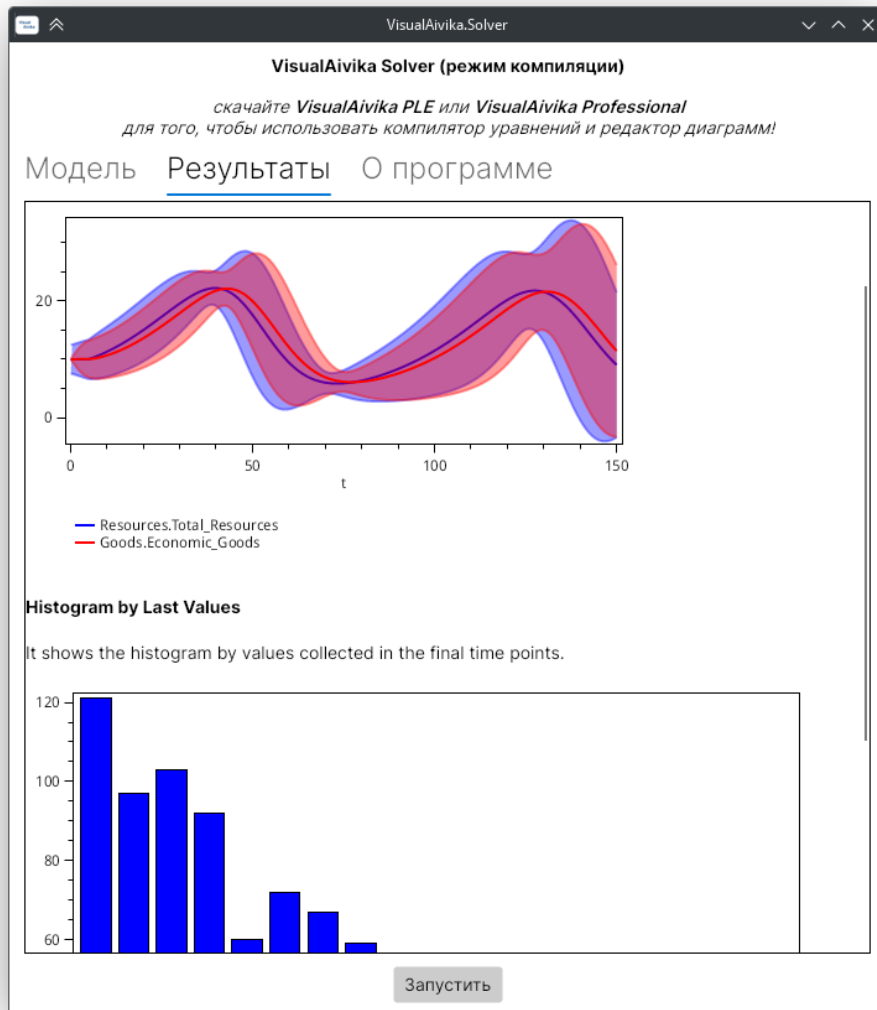 VisualAivika.Solver
VisualAivika Solver (режим компиляции)
скачайте VisualAivika PLE или VisualAivika Professional
для того, чтобы использовать компилятор уравнений и редактор диаграмм!
Модель Результаты О программе
20
0
0 50 100 150
t
Resources.Total_Resources
Goods.Economic_Goods
Histogram by Last Values
It shows the histogram by values collected in the final time points.
120
100
80
60
Запустить